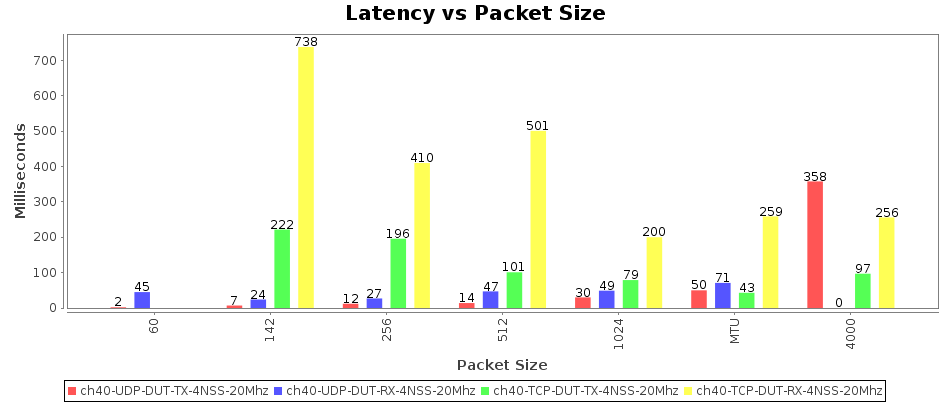 Latency vs Packet Size
Milliseconds
700
600
500
400
300
200
100
0
2 45
7 24 222 738
12 27 196 410
14 47 101 501
30 49 79 200
50 71 43 259
358 0 97 256
60 142 256 512 1024 MTU 4000
Packet Size
ch40-UDP-DUT-TX-4NSS-20Mhz ch40-UDP-DUT-RX-4NSS-20Mhz ch40-TCP-DUT-TX-4NSS-20Mhz ch40-TCP-DUT-RX-4NSS-20Mhz